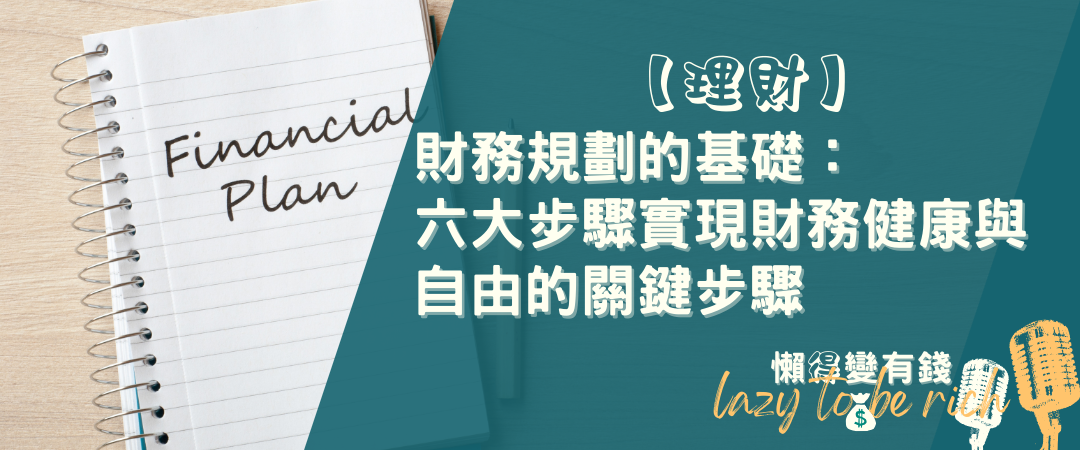 Financial
Plan
【理財】
財務規劃的基礎：
六大步驟實現財務健康與
自由的關鍵步驟
懶得變有錢
lazy to be rich
$